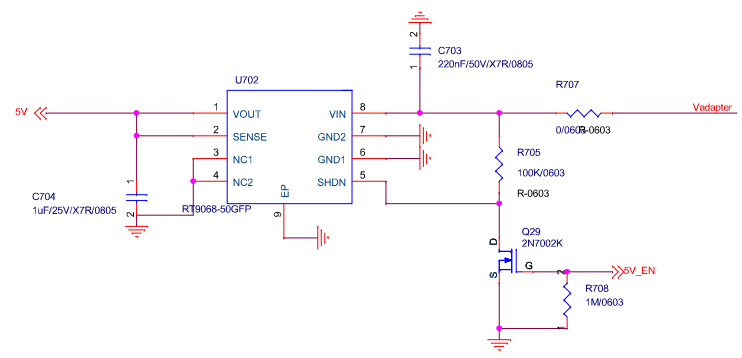 2
C703
220nF/50V/X7R/0805
1
U702
R707
5V
1
VOUT
VIN
8
Vadapter
0/0603
R-0603
2
SENSE
GND2
7
3
NC1
GND1
6
R705
100K/0603
4
NC2
SHDN
5
R-0603
1
C704
1uF/25V/X7R/0805
2
EP
RT9068-50GFP
9
Q29
2N7002K
D
S
G
2
5V_EN
R708
1M/0603
1